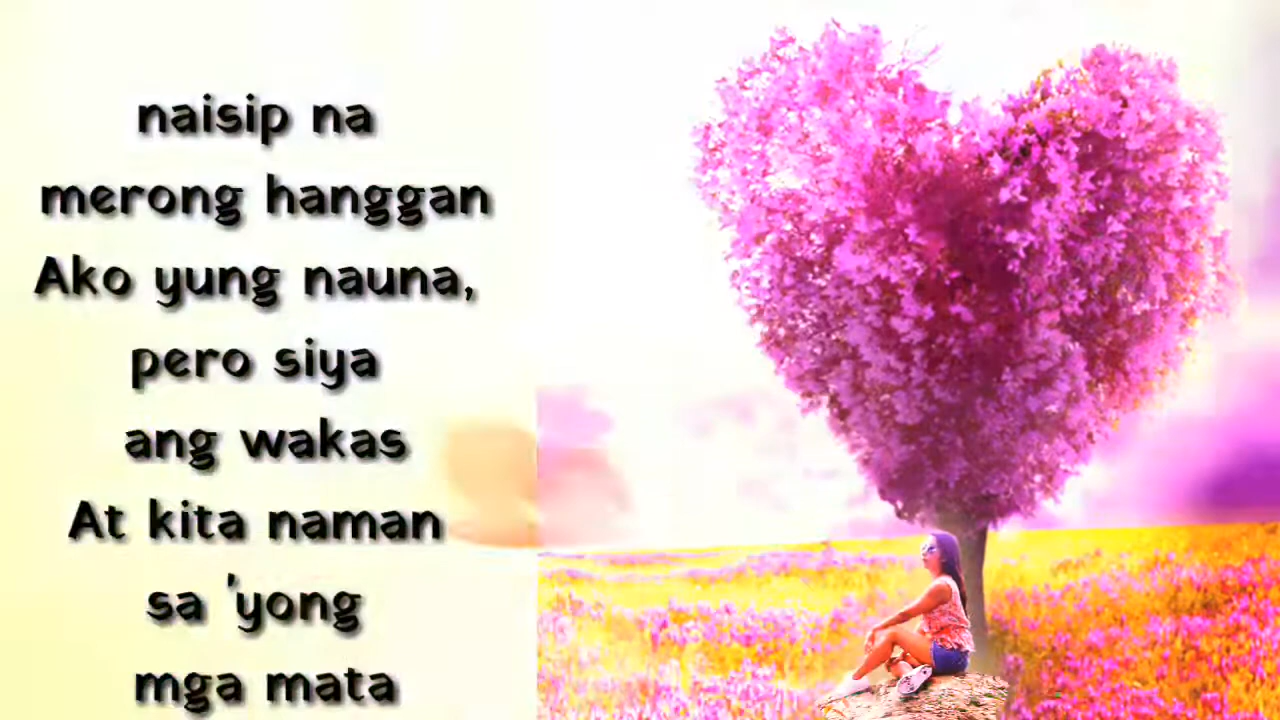 naisip na
merong hanggan
Ako yung nauna,
pero siya
ang wakas
At kita naman
sa 'yong
mga mata